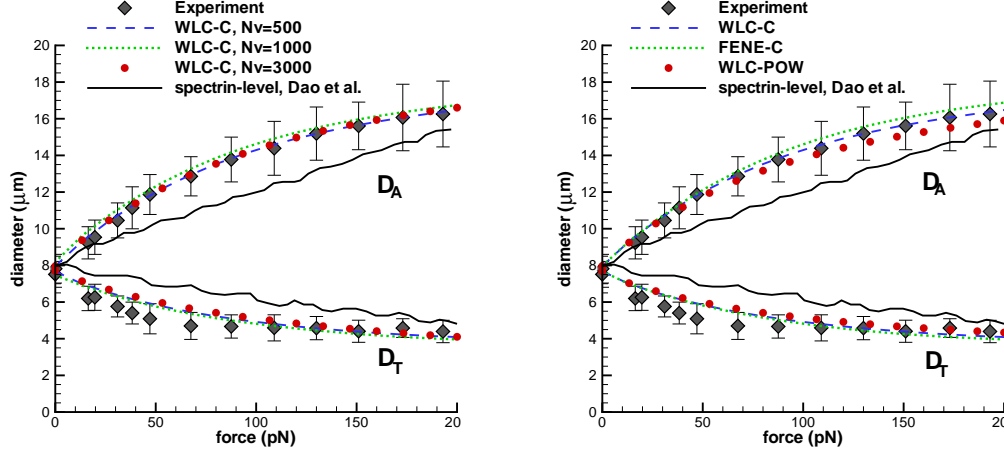 Experiment
WLC-C, Nv=500
WLC-C, Nv=1000
WLC-C, Nv=3000
spectrin-level, Dao et al.
20
18
16
14
12
10
8
6
4
2
0
diameter (μm)
D_A
D_T
0 50 100 150 20
force (pN)
Experiment
WLC-C
FENE-C
WLC-POW
spectrin-level, Dao et al.
20
18
16
14
12
10
8
6
4
2
0
diameter (μm)
D_A
D_T
0 50 100 150 20
force (pN)